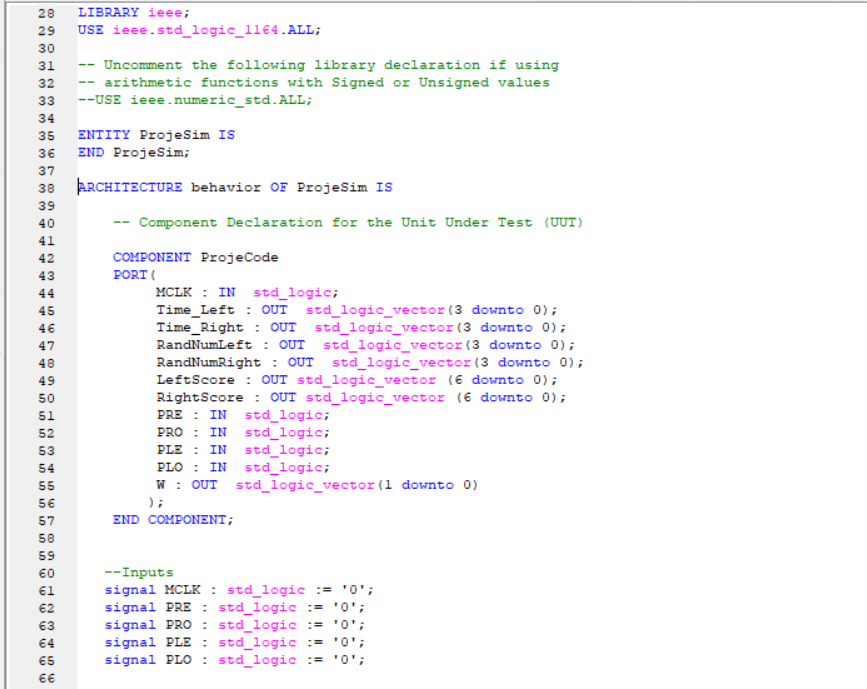 28 LIBRARY ieee;
29 USE ieee.std_logic_1164.ALL;
30
31 -- Uncomment the following library declaration if using
32 -- arithmetic functions with Signed or Unsigned values
33 --USE ieee.numeric_std.ALL;
34
35 ENTITY ProjeSim IS
36 END ProjeSim;
37
38 ARCHITECTURE behavior OF ProjeSim IS
39
40 -- Component Declaration for the Unit Under Test (UUT)
41
42 COMPONENT ProjeCode
43 PORT(
44 MCLK : IN std_logic;
45 Time_Left : OUT std_logic_vector(3 downto 0);
46 Time_Right : OUT std_logic_vector(3 downto 0);
47 RandNumLeft : OUT std_logic_vector(3 downto 0);
48 RandNumRight : OUT std_logic_vector(3 downto 0);
49 LeftScore : OUT std_logic_vector (6 downto 0);
50 RightScore : OUT std_logic_vector (6 downto 0);
51 PRE : IN std_logic;
52 PRO : IN std_logic;
53 PLE : IN std_logic;
54 PLO : IN std_logic;
55 W : OUT std_logic_vector(1 downto 0)
56 );
57 END COMPONENT;
58
59
60 --Inputs
61 signal MCLK : std_logic := '0';
62 signal PRE : std_logic := '0';
63 signal PRO : std_logic := '0';
64 signal PLE : std_logic := '0';
65 signal PLO : std_logic := '0';
66